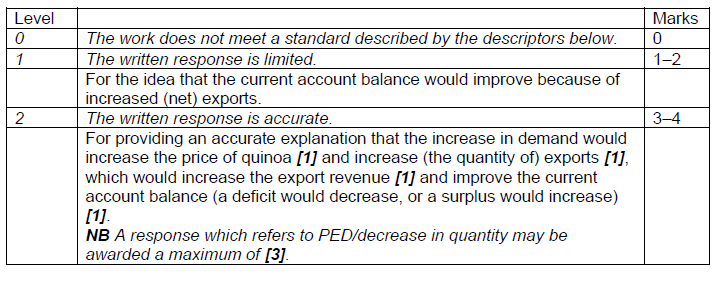 Level Marks
0 The work does not meet a standard described by the descriptors below. 0
1 The written response is limited. 1–2
For the idea that the current account balance would improve because of
increased (net) exports.
2 The written response is accurate. 3–4
For providing an accurate explanation that the increase in demand would
increase the price of quinoa [1] and increase (the quantity of) exports [1],
which would increase the export revenue [1] and improve the current
account balance (a deficit would decrease, or a surplus would increase)
[1].
NB A response which refers to PED/decrease in quantity may be
awarded a maximum of [3].